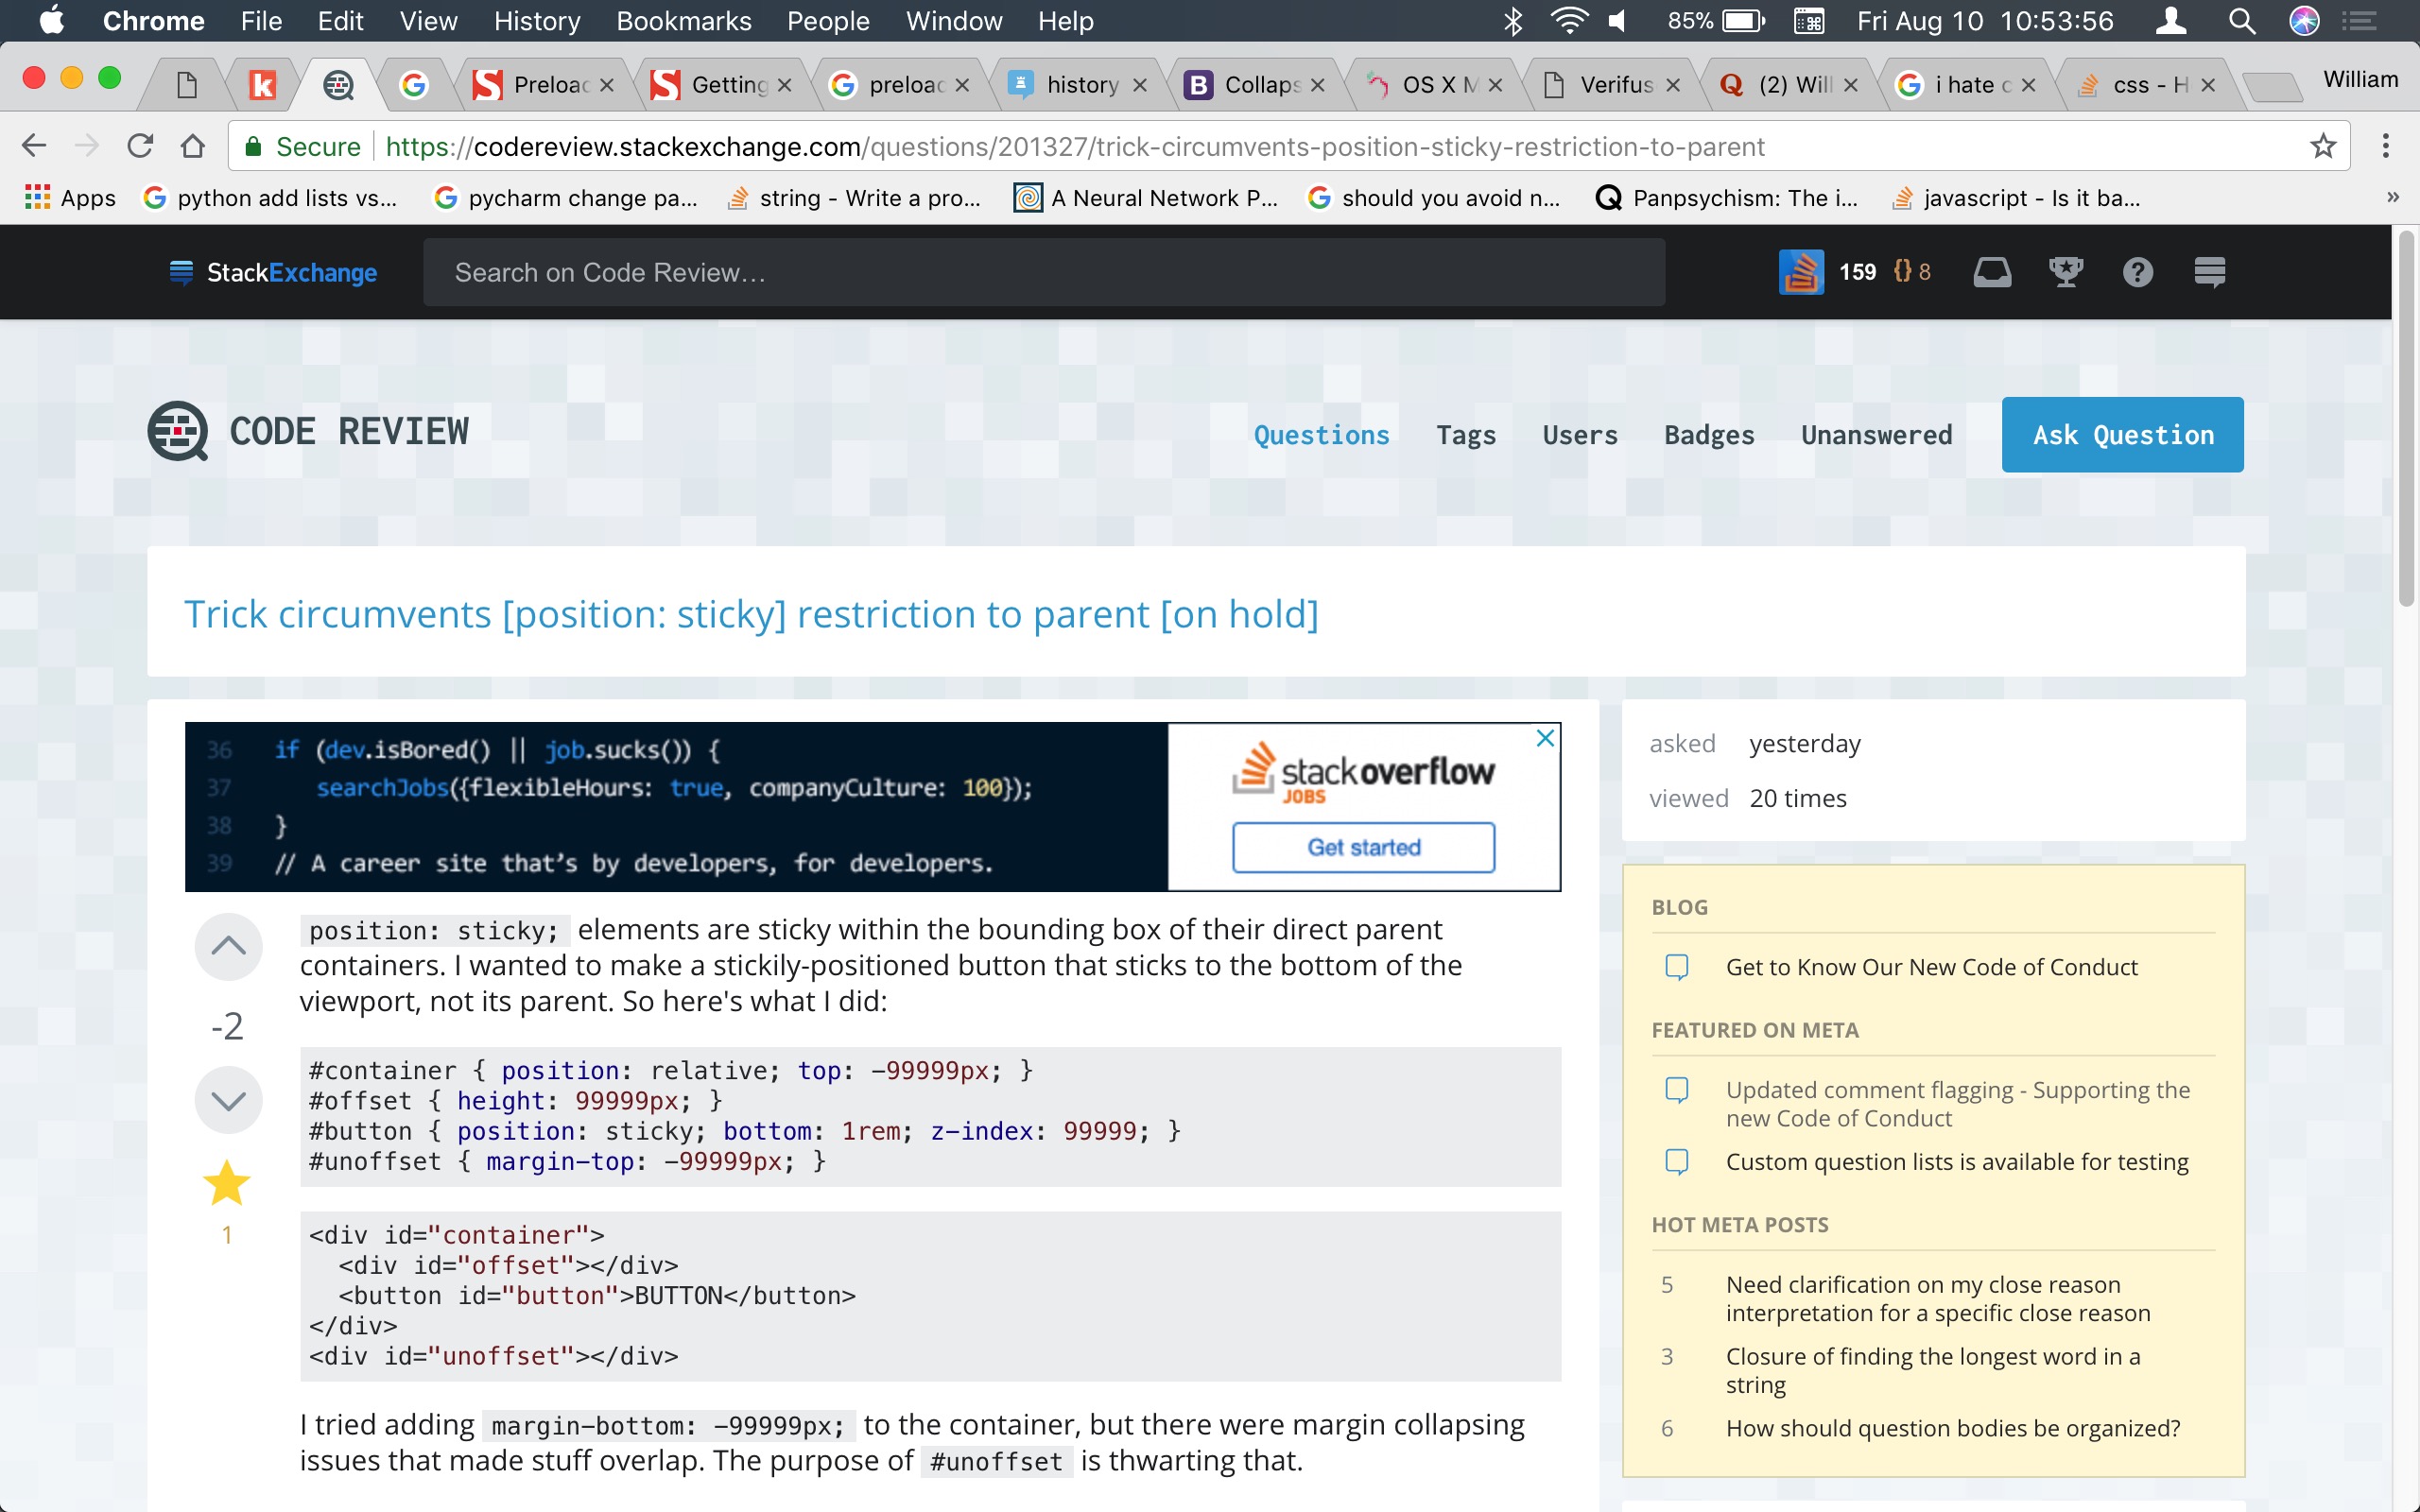 Chrome File Edit View History Bookmarks People Window Help 85% Fri Aug 10 10:53:56
Preload Getting preload history Collaps OS X M Verifus (2) Will i hate c css - H William
Secure https://codereview.stackexchange.com/questions/201327/trick-circumvents-position-sticky-restriction-to-parent
Apps python add lists vs... pycharm change pa... string - Write a pro... A Neural Network P... should you avoid n... Panpsychism: The i... javascript - Is it ba... »
StackExchange Search on Code Review… 159 {} 8
CODE REVIEW Questions Tags Users Badges Unanswered Ask Question
Trick circumvents [position: sticky] restriction to parent [on hold]
36 if (dev.isBored() || job.sucks()) {
37 searchJobs({flexibleHours: true, companyCulture: 100});
38 }
39 // A career site that's by developers, for developers.
stackoverflow
JOBS
Get started
position: sticky; elements are sticky within the bounding box of their direct parent
containers. I wanted to make a stickily-positioned button that sticks to the bottom of the
viewport, not its parent. So here's what I did:
-2
1
#container { position: relative; top: -99999px; }
#offset { height: 99999px; }
#button { position: sticky; bottom: 1rem; z-index: 99999; }
#unoffset { margin-top: -99999px; }
<div id="container">
<div id="offset"></div>
<button id="button">BUTTON</button>
</div>
<div id="unoffset"></div>
I tried adding margin-bottom: -99999px; to the container, but there were margin collapsing
issues that made stuff overlap. The purpose of #unoffset is thwarting that.
asked yesterday
viewed 20 times
BLOG
Get to Know Our New Code of Conduct
FEATURED ON META
Updated comment flagging - Supporting the
new Code of Conduct
Custom question lists is available for testing
HOT META POSTS
5 Need clarification on my close reason
interpretation for a specific close reason
3 Closure of finding the longest word in a
string
6 How should question bodies be organized?